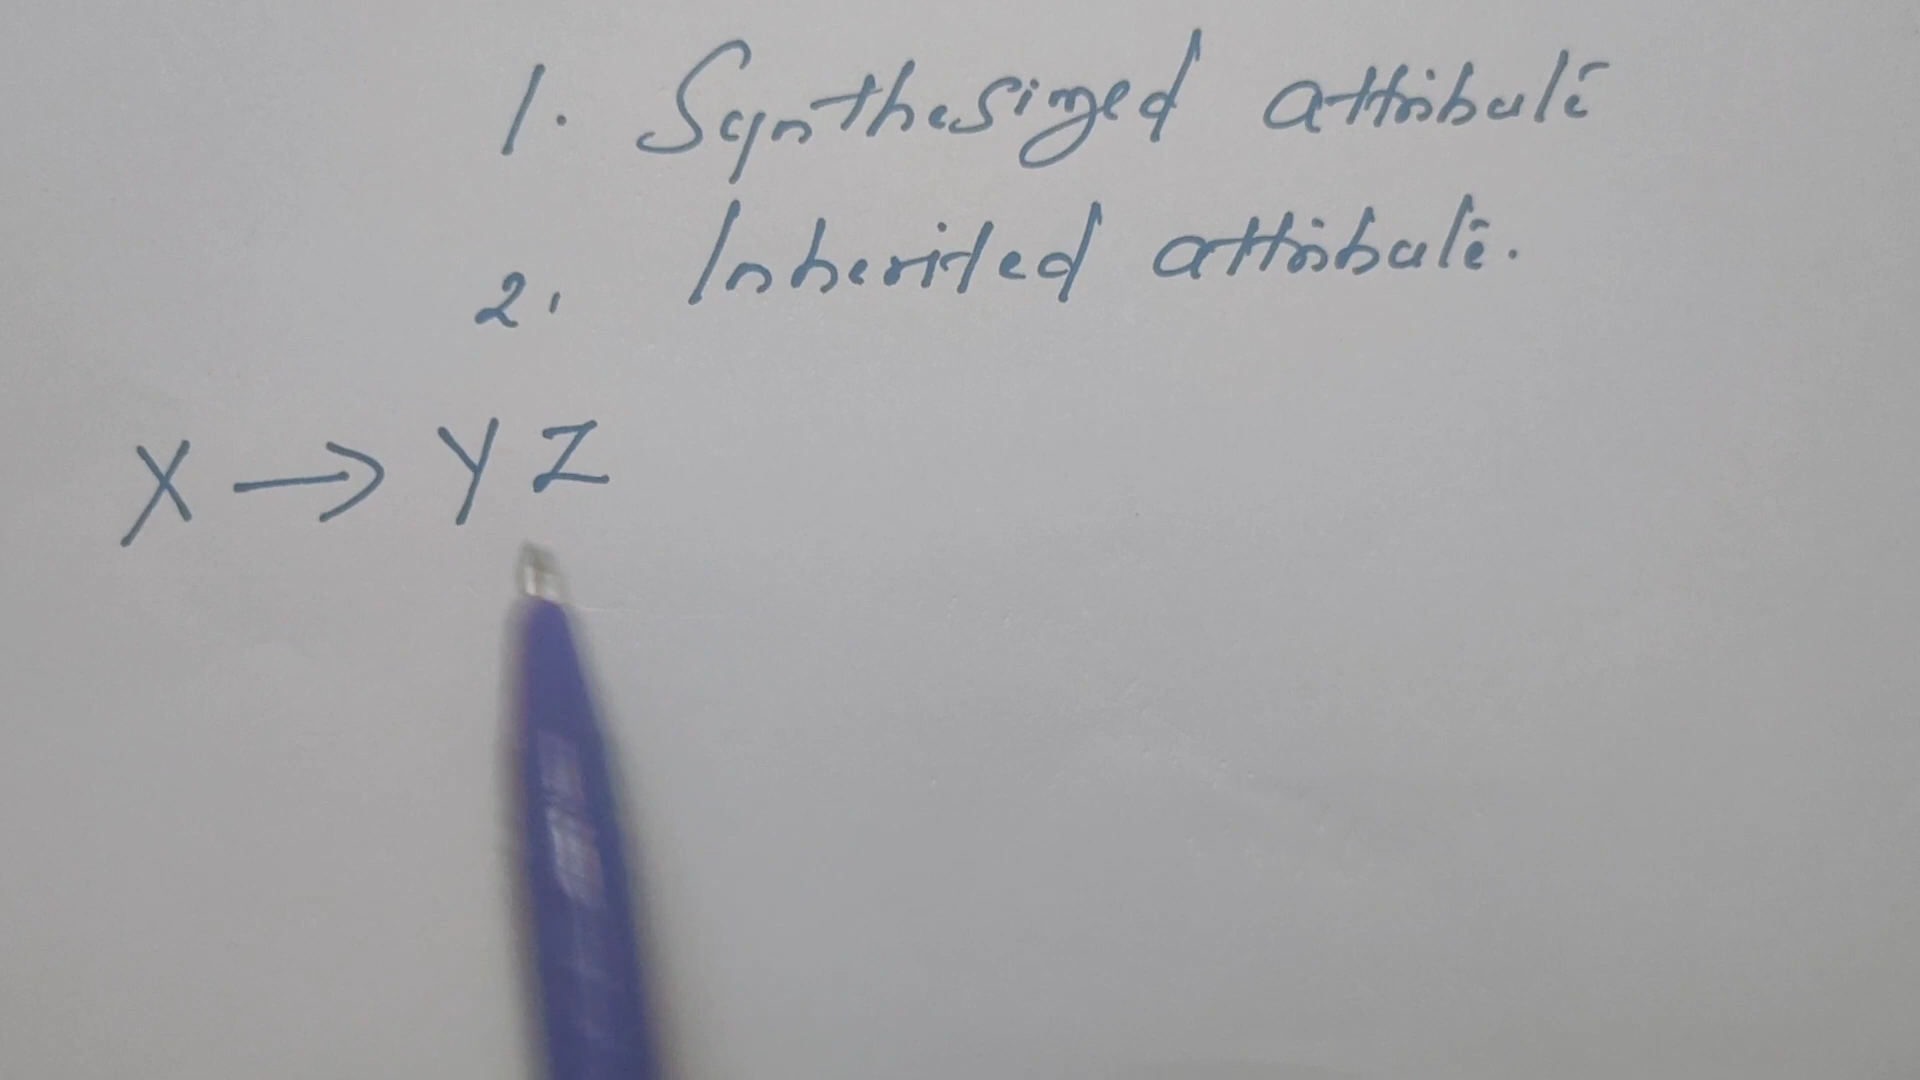 1. Synthesized attribute
2. Inherited attribute.
X → Y Z